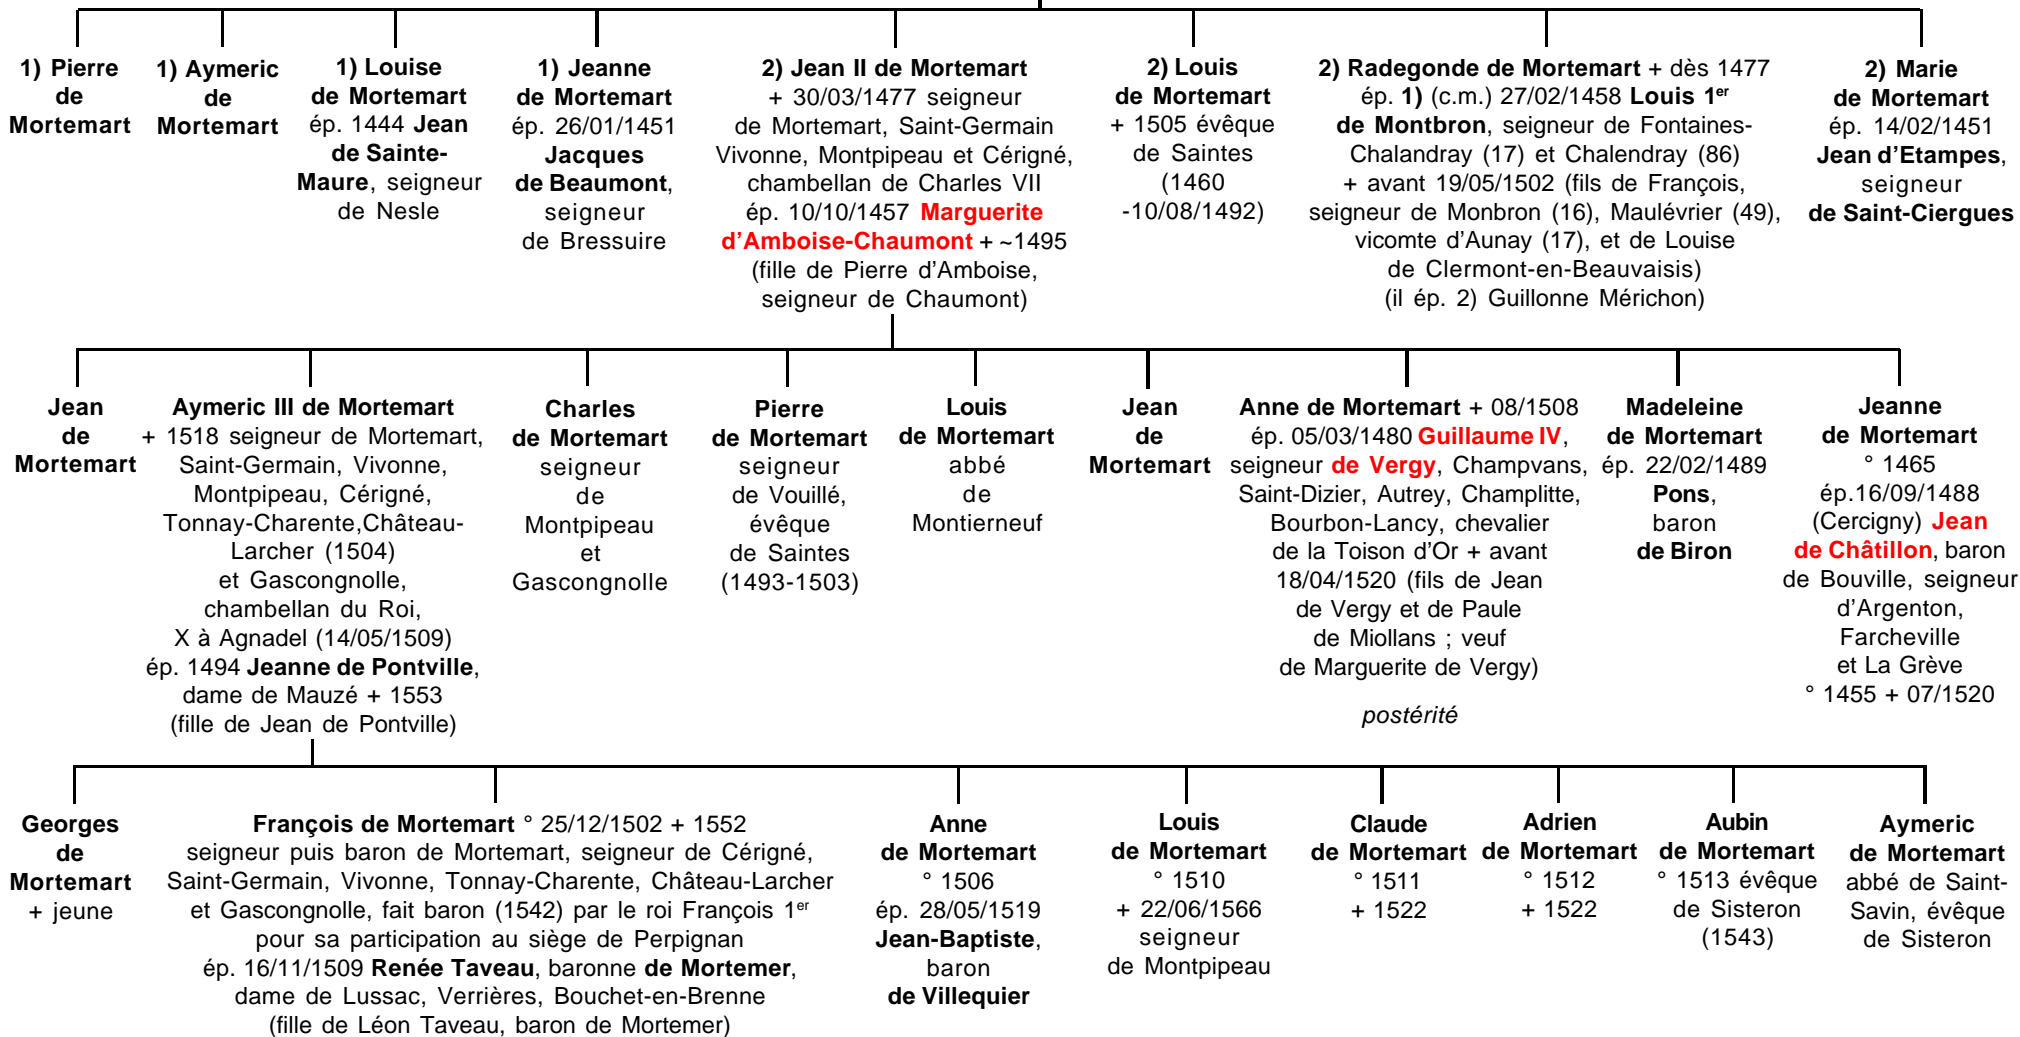 1) Pierre
de
Mortemart
1) Aymeric
de
Mortemart
1) Louise
de Mortemart
ép. 1444 Jean
de Sainte-
Maure, seigneur
de Nesle
1) Jeanne
de Mortemart
ép. 26/01/1451
Jacques
de Beaumont,
seigneur
de Bressuire
2) Jean II de Mortemart
+ 30/03/1477 seigneur
de Mortemart, Saint-Germain
Vivonne, Montpipeau et Cérigné,
chambellan de Charles VII
ép. 10/10/1457 Marguerite
d'Amboise-Chaumont + ~1495
(fille de Pierre d'Amboise,
seigneur de Chaumont)
2) Louis
de Mortemart
+ 1505 évêque
de Saintes
(1460
-10/08/1492)
2) Radegonde de Mortemart + dès 1477
ép. 1) (c.m.) 27/02/1458 Louis 1er
de Montbron, seigneur de Fontaines-
Chalandray (17) et Chalendray (86)
+ avant 19/05/1502 (fils de François,
seigneur de Monbron (16), Maulévrier (49),
vicomte d'Aunay (17), et de Louise
de Clermont-en-Beauvaisis)
(il ép. 2) Guillonne Mérichon)
2) Marie
de Mortemart
ép. 14/02/1451
Jean d'Etampes,
seigneur
de Saint-Ciergues
Jean
de
Mortemart
Aymeric III de Mortemart
+ 1518 seigneur de Mortemart,
Saint-Germain, Vivonne,
Montpipeau, Cérigné,
Tonnay-Charente,Château-
Larcher (1504)
et Gascongnolle,
chambellan du Roi,
X à Agnadel (14/05/1509)
ép. 1494 Jeanne de Pontville,
dame de Mauzé + 1553
(fille de Jean de Pontville)
Charles
de Mortemart
seigneur
de
Montpipeau
et
Gascongnolle
Pierre
de Mortemart
seigneur
de Vouillé,
évêque
de Saintes
(1493-1503)
Louis
de Mortemart
abbé
de
Montierneuf
Jean
de
Mortemart
Anne de Mortemart + 08/1508
ép. 05/03/1480 Guillaume IV,
seigneur de Vergy, Champvans,
Saint-Dizier, Autrey, Champlitte,
Bourbon-Lancy, chevalier
de la Toison d'Or + avant
18/04/1520 (fils de Jean
de Vergy et de Paule
de Miollans ; veuf
de Marguerite de Vergy)
postérité
Madeleine
de Mortemart
ép. 22/02/1489
Pons,
baron
de Biron
Jeanne
de Mortemart
° 1465
ép.16/09/1488
(Cercigny) Jean
de Châtillon, baron
de Bouville, seigneur
d'Argenton,
Farcheville
et La Grève
° 1455 + 07/1520
Georges
de
Mortemart
+ jeune
François de Mortemart ° 25/12/1502 + 1552
seigneur puis baron de Mortemart, seigneur de Cérigné,
Saint-Germain, Vivonne, Tonnay-Charente, Château-Larcher
et Gascongnolle, fait baron (1542) par le roi François 1er
pour sa participation au siège de Perpignan
ép. 16/11/1509 Renée Taveau, baronne de Mortemer,
dame de Lussac, Verrières, Bouchet-en-Brenne
(fille de Léon Taveau, baron de Mortemer)
Anne
de Mortemart
° 1506
ép. 28/05/1519
Jean-Baptiste,
baron
de Villequier
Louis
de Mortemart
° 1510
+ 22/06/1566
seigneur
de Montpipeau
Claude
de Mortemart
° 1511
+ 1522
Adrien
de Mortemart
° 1512
+ 1522
Aubin
de Mortemart
° 1513 évêque
de Sisteron
(1543)
Aymeric
de Mortemart
abbé de Saint-
Savin, évêque
de Sisteron